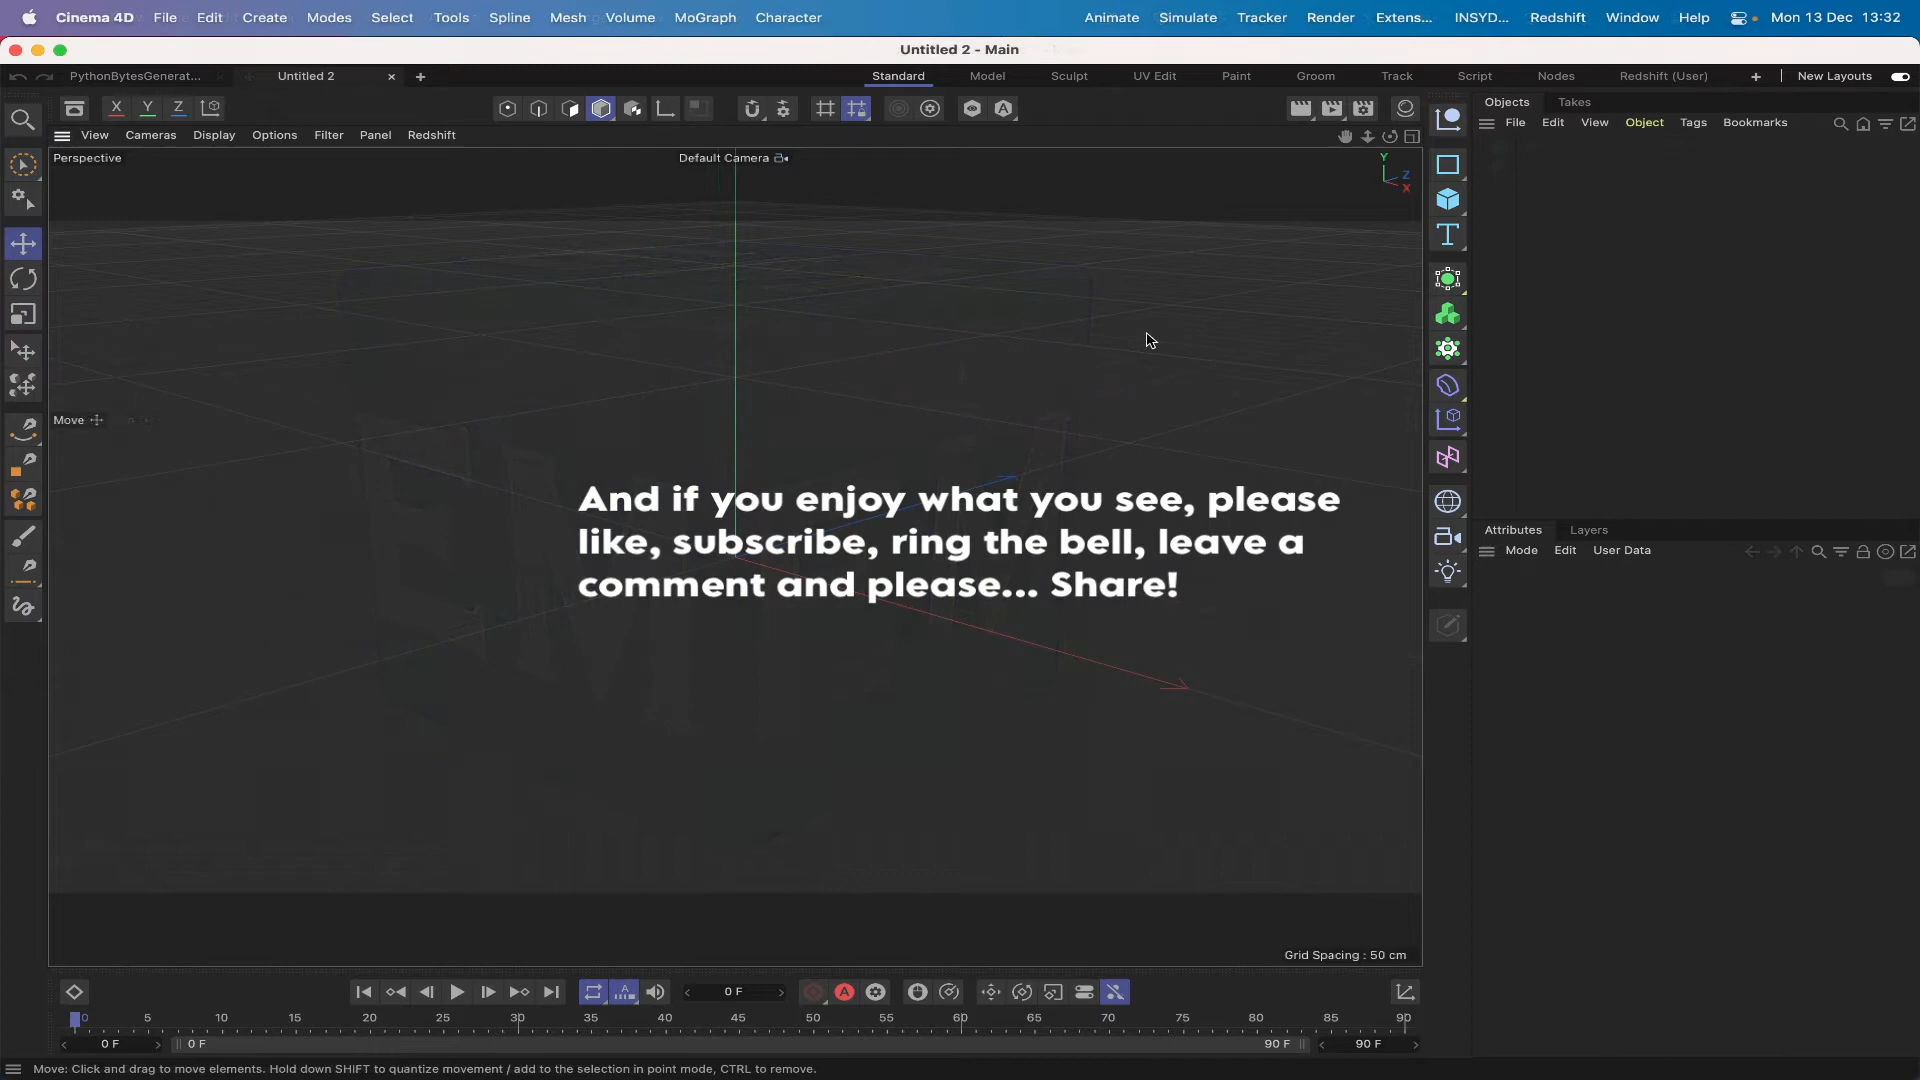 Cinema 4D File Edit Create Modes Select Tools Spline Mesh Volume MoGraph Character Animate Simulate Tracker Render Extens... INSYD... Redshift Window Help Mon 13 Dec 13:32
Untitled 2 - Main
PythonBytesGenerat... Untitled 2 Standard Model Sculpt UV Edit Paint Groom Track Script Nodes Redshift (User) New Layouts
X Y Z
Objects Takes
View Cameras Display Options Filter Panel Redshift
File Edit View Object Tags Bookmarks
Perspective
Default Camera
Y
Z
X
Move
And if you enjoy what you see, please
like, subscribe, ring the bell, leave a
comment and please... Share!
Attributes Layers
Mode Edit User Data
Grid Spacing : 50 cm
0 F
0 5 10 15 20 25 30 35 40 45 50 55 60 65 70 75 80 85 90
0 F 0 F 90 F 90 F
Move: Click and drag to move elements. Hold down SHIFT to quantize movement / add to the selection in point mode, CTRL to remove.